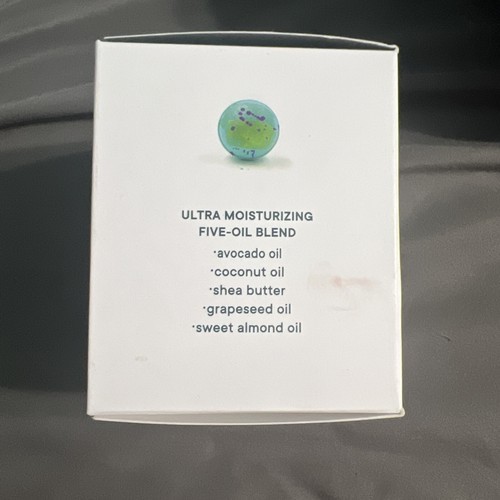 ULTRA MOISTURIZING
FIVE-OIL BLEND
·avocado oil
·coconut oil
·shea butter
·grapeseed oil
·sweet almond oil